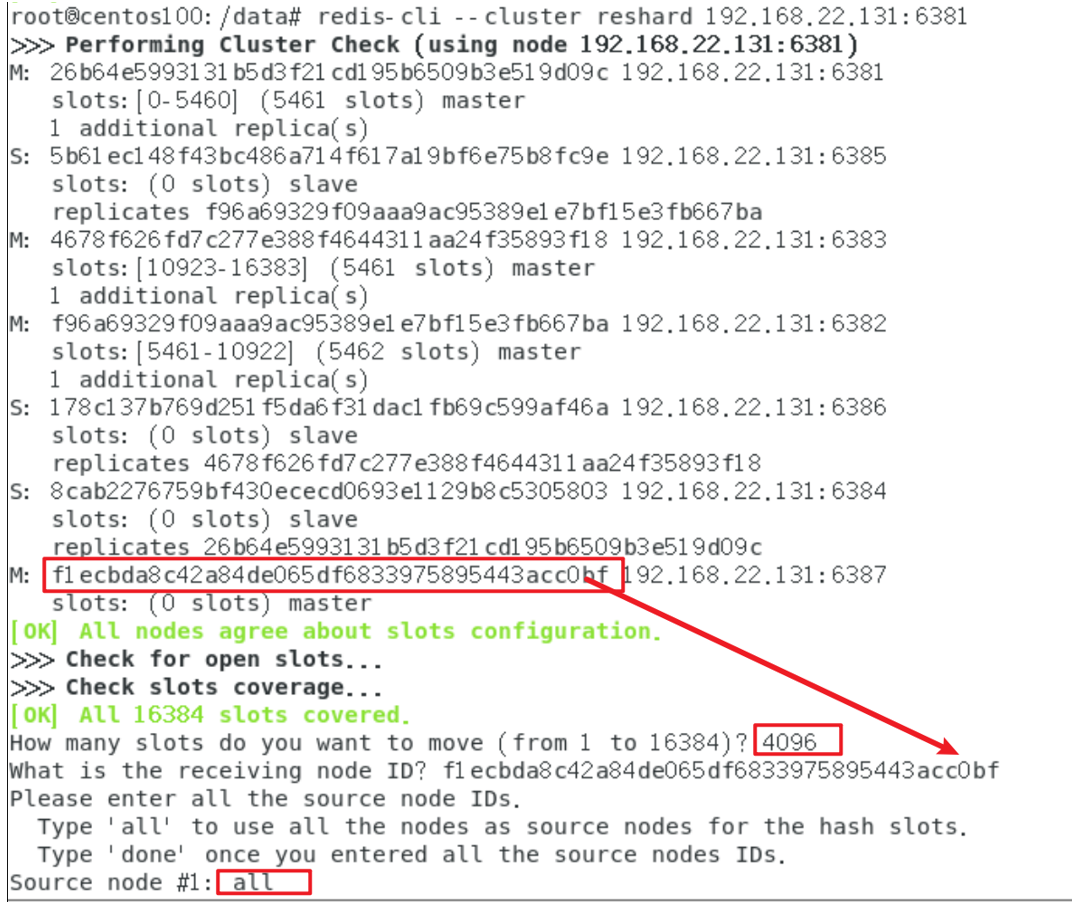 root@centos100:/data# redis-cli --cluster reshard 192.168.22.131:6381
>>> Performing Cluster Check (using node 192.168.22.131:6381)
M: 26b64e5993131b5d3f21cd195b6509b3e519d09c 192.168.22.131:6381
slots:[0-5460] (5461 slots) master
1 additional replica(s)
S: 5b61ec148f43bc486a714f617a19bf6e75b8fc9e 192.168.22.131:6385
slots: (0 slots) slave
replicates f96a69329f09aaa9ac95389e1e7bf15e3fb667ba
M: 4678f626fd7c277e388f4644311aa24f35893f18 192.168.22.131:6383
slots:[10923-16383] (5461 slots) master
1 additional replica(s)
M: f96a69329f09aaa9ac95389e1e7bf15e3fb667ba 192.168.22.131:6382
slots:[5461-10922] (5462 slots) master
1 additional replica(s)
S: 178c137b769d251f5da6f31dac1fb69c599af46a 192.168.22.131:6386
slots: (0 slots) slave
replicates 4678f626fd7c277e388f4644311aa24f35893f18
S: 8cab2276759bf430ececd0693e1129b8c5305803 192.168.22.131:6384
slots: (0 slots) slave
replicates 26b64e5993131b5d3f21cd195b6509b3e519d09c
M: f1ecbda8c42a84de065df6833975895443acc0bf 192.168.22.131:6387
slots: (0 slots) master
[OK] All nodes agree about slots configuration.
>>> Check for open slots...
>>> Check slots coverage...
[OK] All 16384 slots covered.
How many slots do you want to move (from 1 to 16384)? 4096
What is the receiving node ID? f1ecbda8c42a84de065df6833975895443acc0bf
Please enter all the source node IDs.
Type 'all' to use all the nodes as source nodes for the hash slots.
Type 'done' once you entered all the source nodes IDs.
Source node #1: all